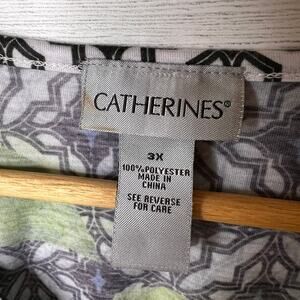 CATHERINES®
3X
100% POLYESTER
MADE IN
CHINA
SEE REVERSE
FOR CARE